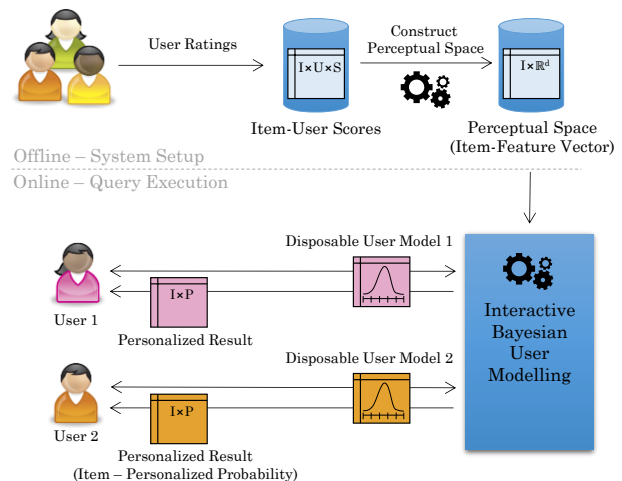 User Ratings
Construct
Perceptual Space
I×U×S
I×ℝᵈ
Item-User Scores
Perceptual Space
(Item-Feature Vector)
Offline – System Setup
Online – Query Execution
Disposable User Model 1
I×P
User 1
Personalized Result
Interactive
Bayesian
User
Modelling
Disposable User Model 2
I×P
User 2
Personalized Result
(Item – Personalized Probability)